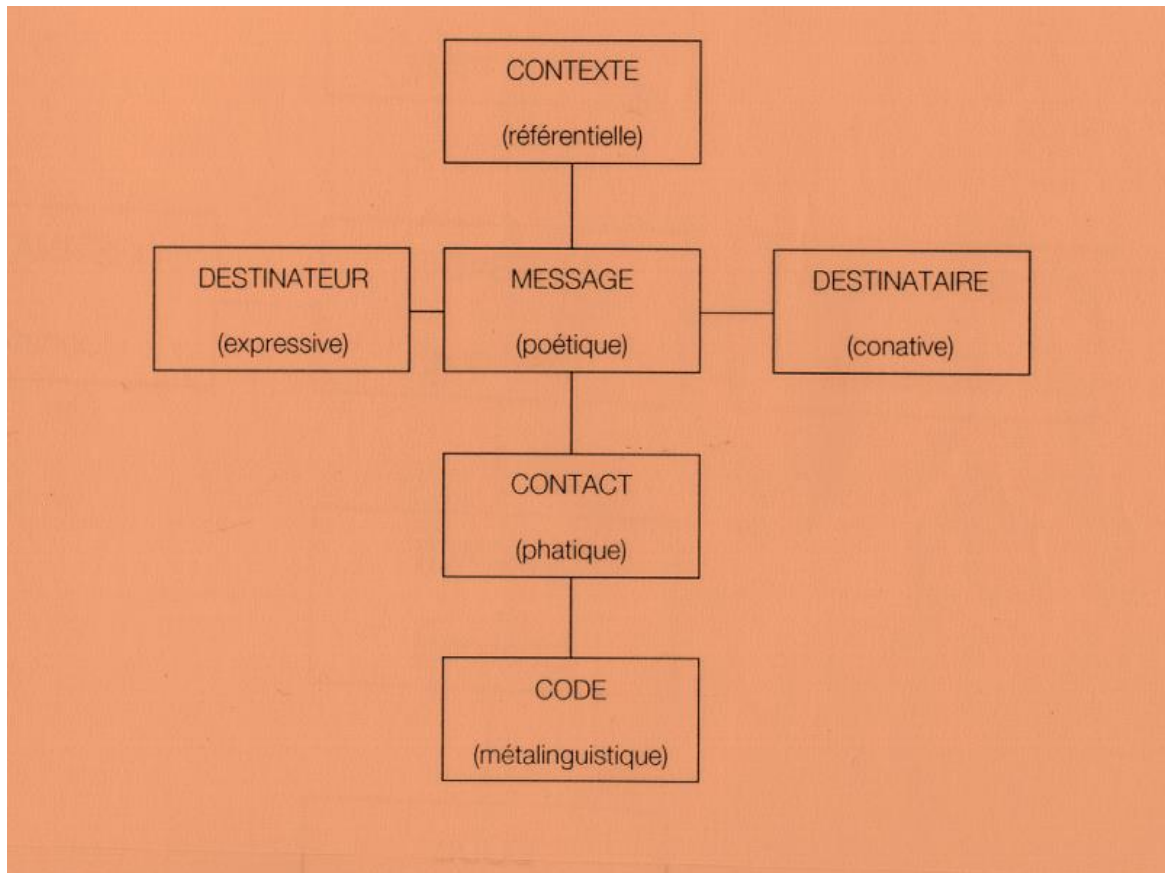 CONTEXTE
(référentielle)
DESTINATEUR
(expressive)
MESSAGE
(poétique)
DESTINATAIRE
(conative)
CONTACT
(phatique)
CODE
(métalinguistique)